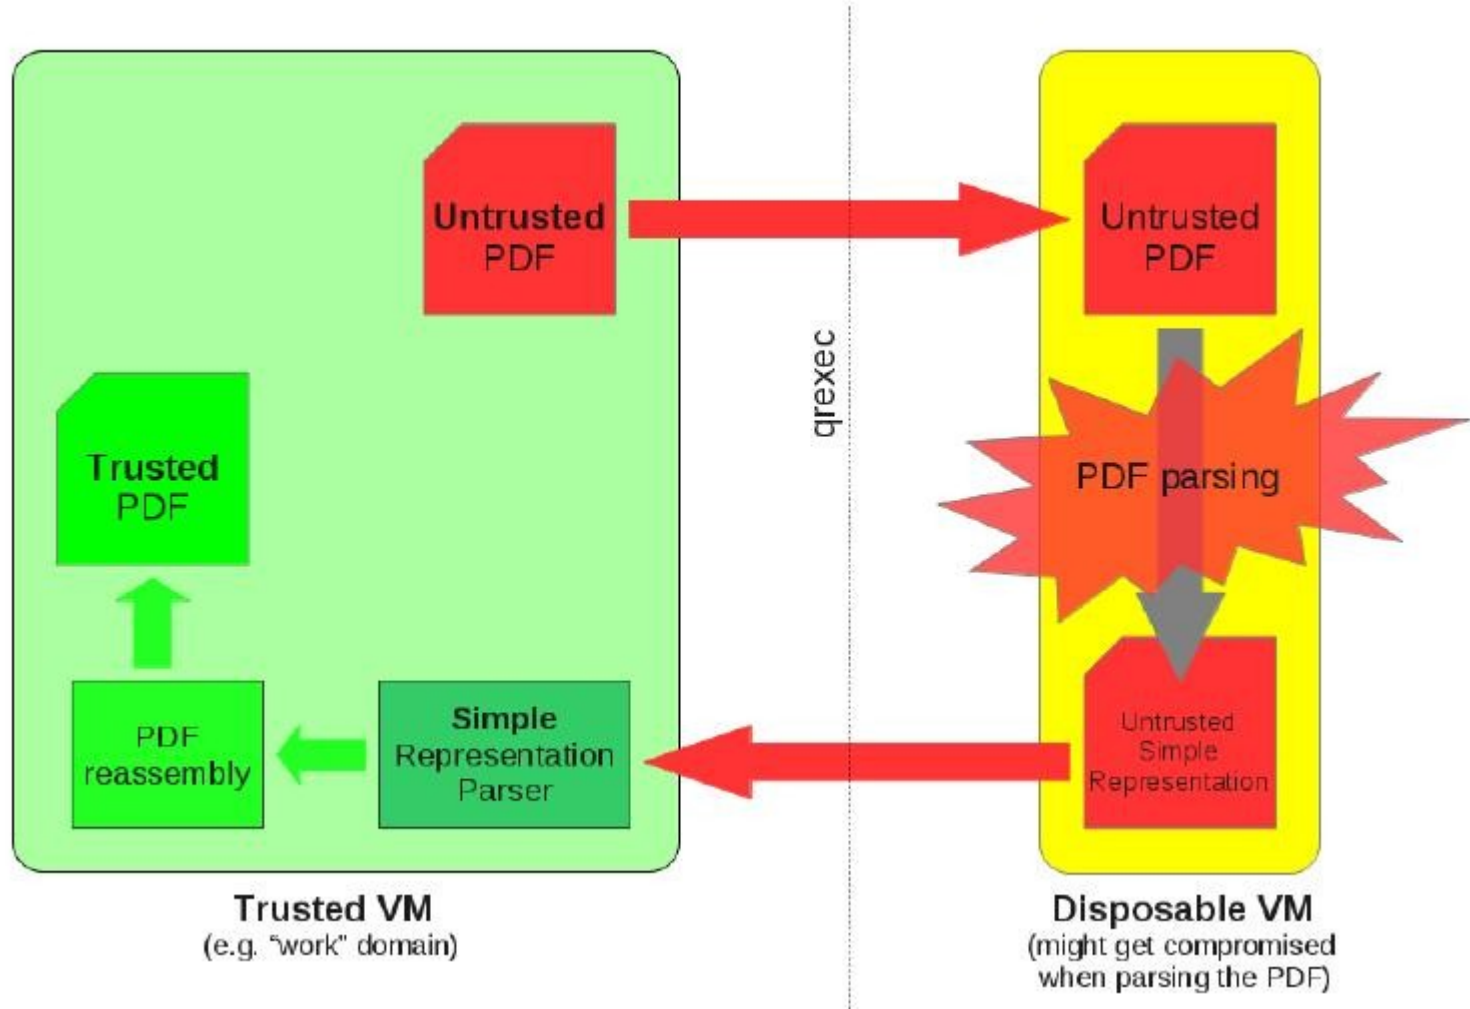 Untrusted
PDF
Untrusted
PDF
qrexec
Trusted
PDF
PDF parsing
PDF
reassembly
Simple
Representation
Parser
Untrusted
Simple
Representation
Trusted VM
(e.g. “work” domain)
Disposable VM
(might get compromised
when parsing the PDF)